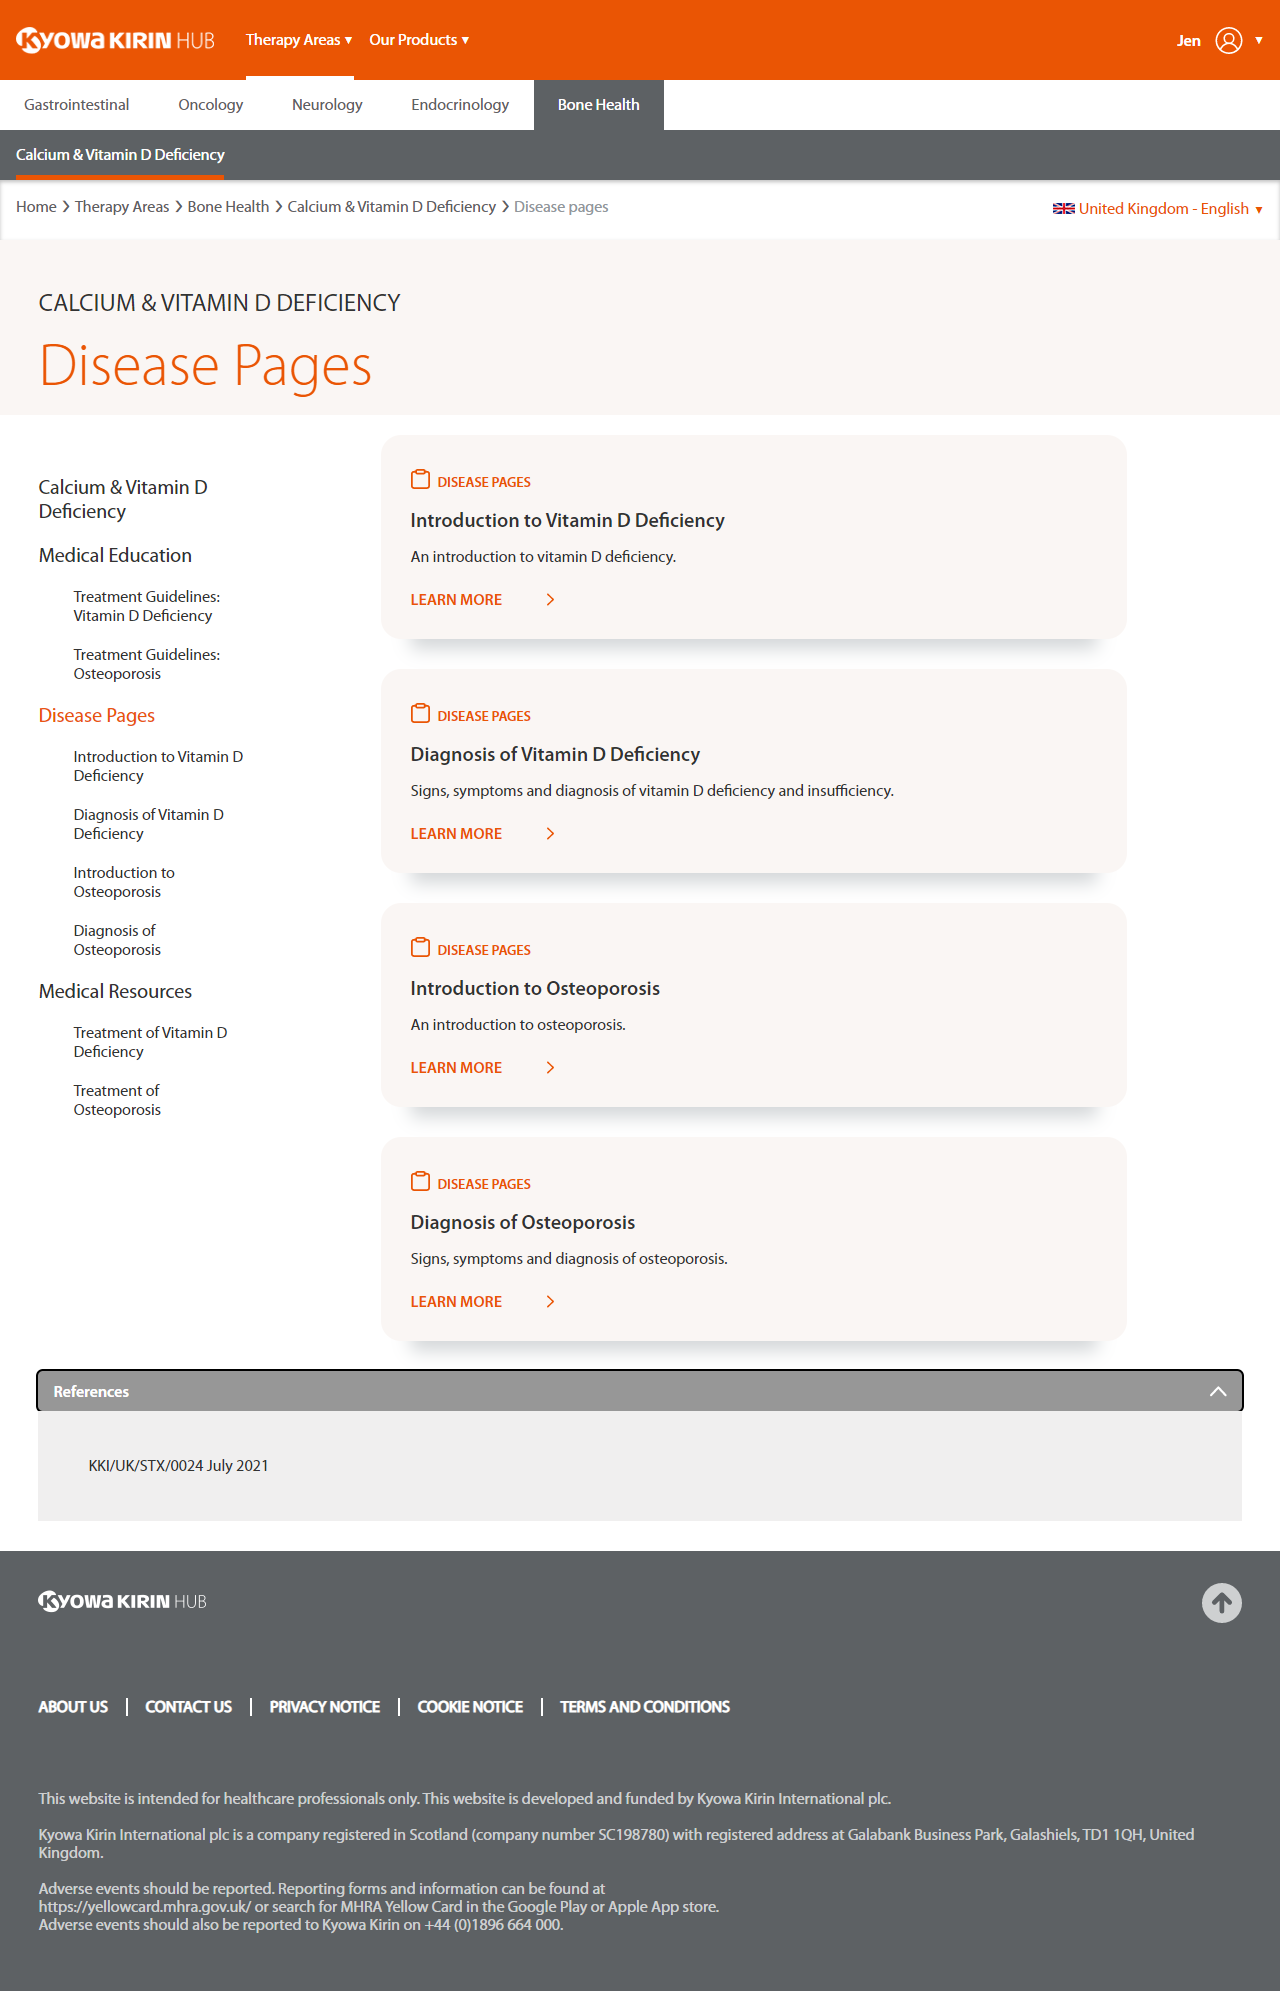 KYOWA KIRIN HUB
Therapy Areas ▼ Our Products ▼
Jen ▼
Gastrointestinal Oncology Neurology Endocrinology Bone Health
Calcium & Vitamin D Deficiency
Home > Therapy Areas > Bone Health > Calcium & Vitamin D Deficiency > Disease pages
United Kingdom - English ▼
CALCIUM & VITAMIN D DEFICIENCY
Disease Pages
Calcium & Vitamin D
Deficiency
Medical Education
Treatment Guidelines:
Vitamin D Deficiency
Treatment Guidelines:
Osteoporosis
Disease Pages
Introduction to Vitamin D
Deficiency
Diagnosis of Vitamin D
Deficiency
Introduction to
Osteoporosis
Diagnosis of
Osteoporosis
Medical Resources
Treatment of Vitamin D
Deficiency
Treatment of
Osteoporosis
DISEASE PAGES
Introduction to Vitamin D Deficiency
An introduction to vitamin D deficiency.
LEARN MORE
DISEASE PAGES
Diagnosis of Vitamin D Deficiency
Signs, symptoms and diagnosis of vitamin D deficiency and insufficiency.
LEARN MORE
DISEASE PAGES
Introduction to Osteoporosis
An introduction to osteoporosis.
LEARN MORE
DISEASE PAGES
Diagnosis of Osteoporosis
Signs, symptoms and diagnosis of osteoporosis.
LEARN MORE
References
KKI/UK/STX/0024 July 2021
KYOWA KIRIN HUB
ABOUT US | CONTACT US | PRIVACY NOTICE | COOKIE NOTICE | TERMS AND CONDITIONS
This website is intended for healthcare professionals only. This website is developed and funded by Kyowa Kirin International plc.
Kyowa Kirin International plc is a company registered in Scotland (company number SC198780) with registered address at Galabank Business Park, Galashiels, TD1 1QH, United
Kingdom.
Adverse events should be reported. Reporting forms and information can be found at
https://yellowcard.mhra.gov.uk/ or search for MHRA Yellow Card in the Google Play or Apple App store.
Adverse events should also be reported to Kyowa Kirin on +44 (0)1896 664 000.